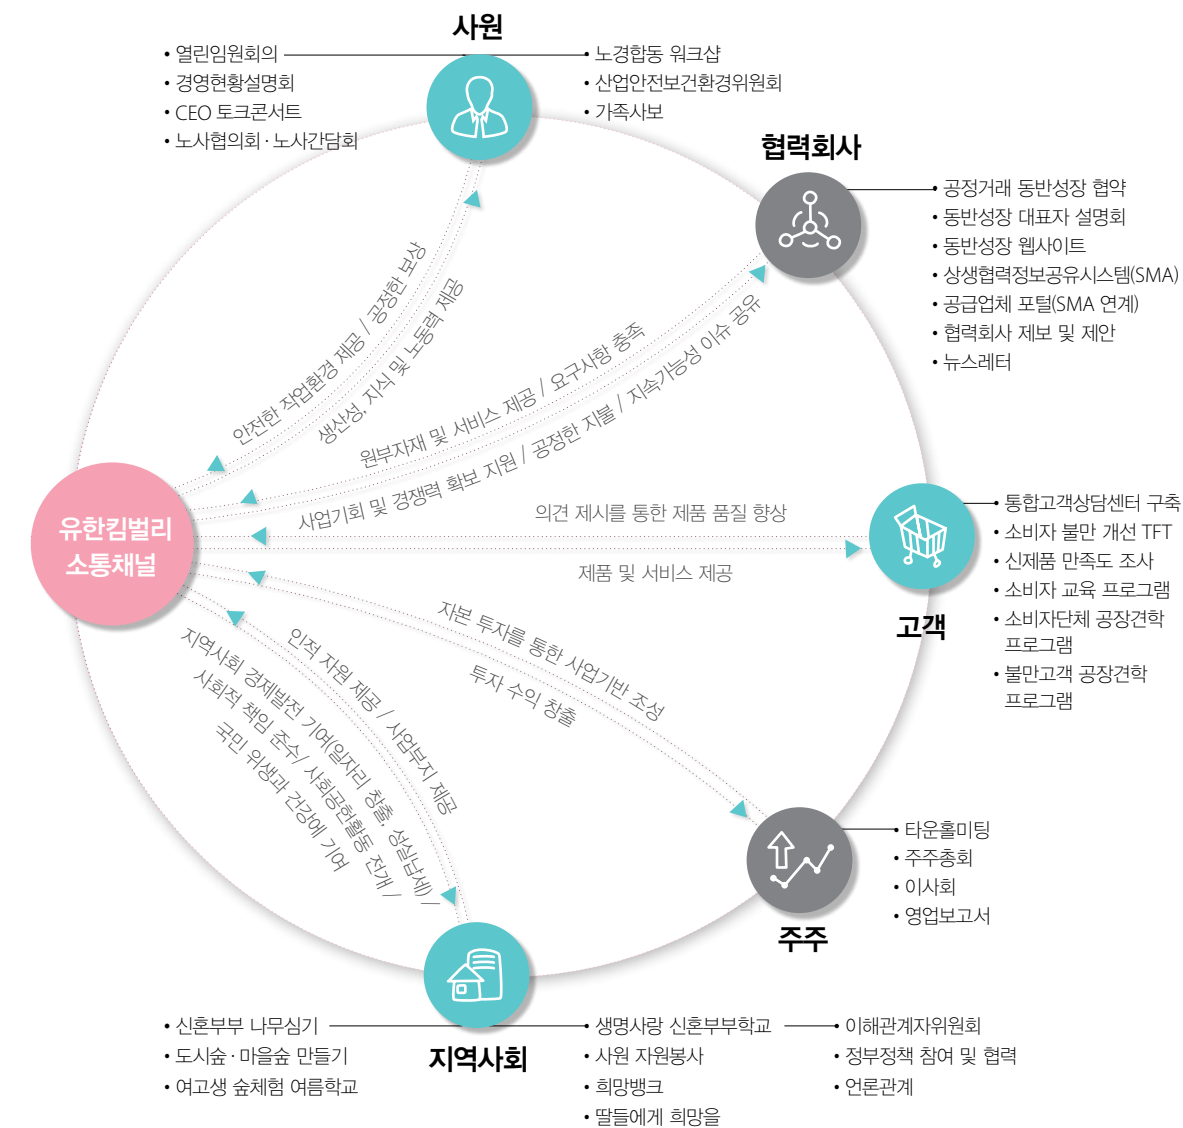 사원
• 열린임원회의
• 경영현황설명회
• CEO 토크콘서트
• 노사협의회 · 노사간담회
• 노경합동 워크샵
• 산업안전보건환경위원회
• 가족사보
협력회사
• 공정거래 동반성장 협약
• 동반성장 대표자 설명회
• 동반성장 웹사이트
• 상생협력정보공유시스템(SMA)
• 공급업체 포털(SMA 연계)
• 협력회사 제보 및 제안
• 뉴스레터
안전한 작업환경 제공 / 공정한 보상
생산성, 지식 및 노동력 제공
원부자재 및 서비스 제공 / 요구사항 충족
사업기회 및 경쟁력 확보 지원 / 공정한 지불 / 지속가능성 이슈 공유
유한킴벌리
소통채널
의견 제시를 통한 제품 품질 향상
제품 및 서비스 제공
고객
• 통합고객상담센터 구축
• 소비자 불만 개선 TFT
• 신제품 만족도 조사
• 소비자 교육 프로그램
• 소비자단체 공장견학
프로그램
• 불만고객 공장견학
프로그램
자본 투자를 통한 사업기반 조성
투자 수익 창출
인적 자원 제공 / 사업부지 제공
지역사회 경제발전 기여(일자리 창출, 성실납세) /
사회적 책임 준수/ 사회공헌활동 전개 /
국민 위생과 건강에 기여
주주
• 타운홀미팅
• 주주총회
• 이사회
• 영업보고서
지역사회
• 신혼부부 나무심기
• 도시숲 · 마을숲 만들기
• 여고생 숲체험 여름학교
• 생명사랑 신혼부부학교
• 사원 자원봉사
• 희망뱅크
• 딸들에게 희망을
• 이해관계자위원회
• 정부정책 참여 및 협력
• 언론관계